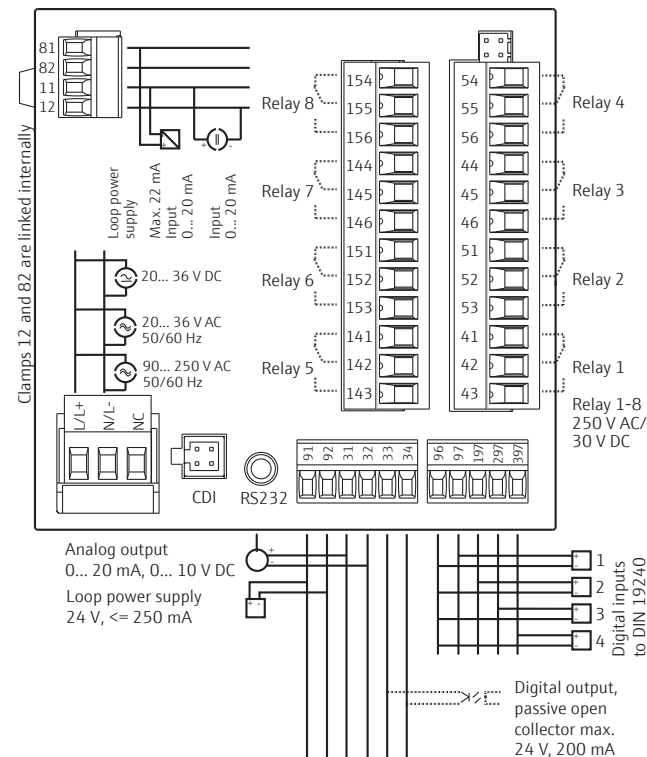 81
82
11
12
Clamps 12 and 82 are linked internally
Loop power
supply
Max. 22 mA
Input
0... 20 mA
Input
0... 20 mA
+
+ -
20... 36 V DC
20... 36 V AC
50/60 Hz
90... 250 V AC
50/60 Hz
L/L+
N/L-
NC
CDI
RS232
Relay 8
154
155
156
Relay 7
144
145
146
Relay 6
151
152
153
Relay 5
141
142
143
54
55
56
Relay 4
44
45
46
Relay 3
51
52
53
Relay 2
41
42
43
Relay 1
Relay 1-8
250 V AC/
30 V DC
91 92 31 32 33 34
96 97 197 297 397
Analog output
0... 20 mA, 0... 10 V DC
+
-
Loop power supply
24 V, <= 250 mA
+ -
+
-
1
+
-
2
+
-
3
+
-
4
Digital inputs
to DIN 19240
Digital output,
passive open
collector max.
24 V, 200 mA